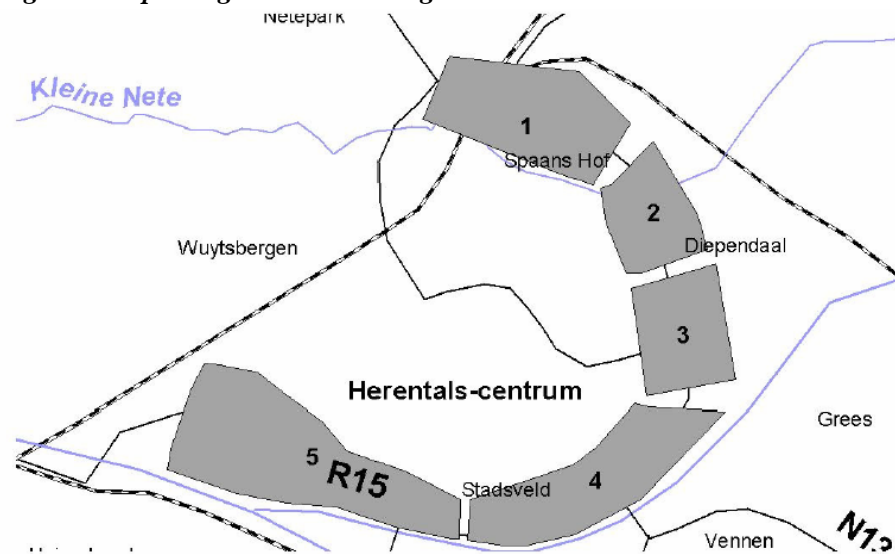 Netepark
Kleine Nete
1
Spaans Hof
2
Wuytsbergen
Diependaal
3
Herentals-centrum
Grees
5
R15
Stadsveld
4
Vennen